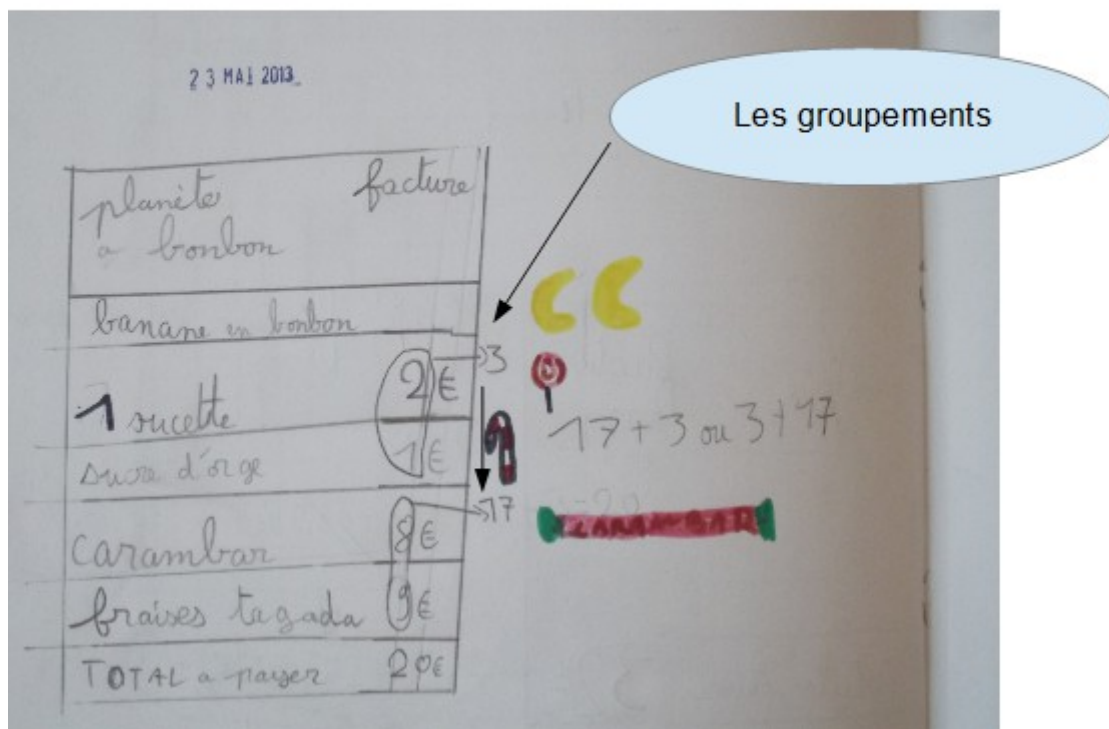 23 MAI 2013
Les groupements
planète facture
a bonbon
banane en bonbon
2€ 3
1 sucette
sucre d'orge 1€
17+3 ou 3+17
carambar 8€ 17
CARAMBAR
fraises tagada 9€
TOTAL a payer 20€